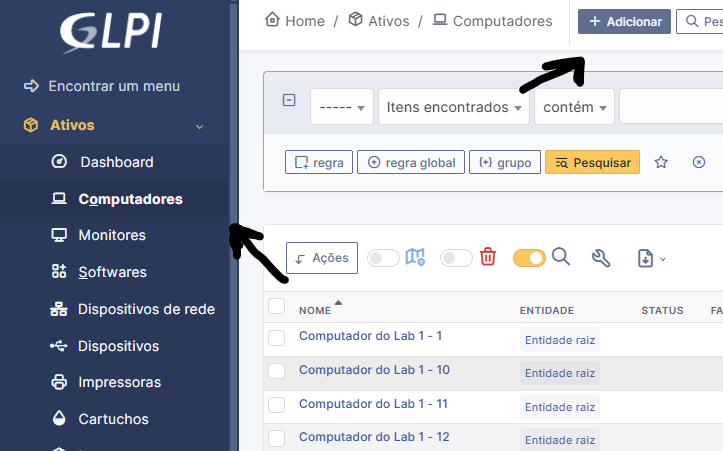 GLPI
Home / Ativos / Computadores
+ Adicionar
Encontrar um menu
Ativos
Dashboard
Computadores
Monitores
Softwares
Dispositivos de rede
Dispositivos
Impressoras
Cartuchos
-----
Itens encontrados
contém
regra
regra global
(+) grupo
Pesquisar
Ações
NOME
ENTIDADE
STATUS
Computador do Lab 1 - 1
Entidade raiz
Computador do Lab 1 - 10
Entidade raiz
Computador do Lab 1 - 11
Entidade raiz
Computador do Lab 1 - 12
Entidade raiz